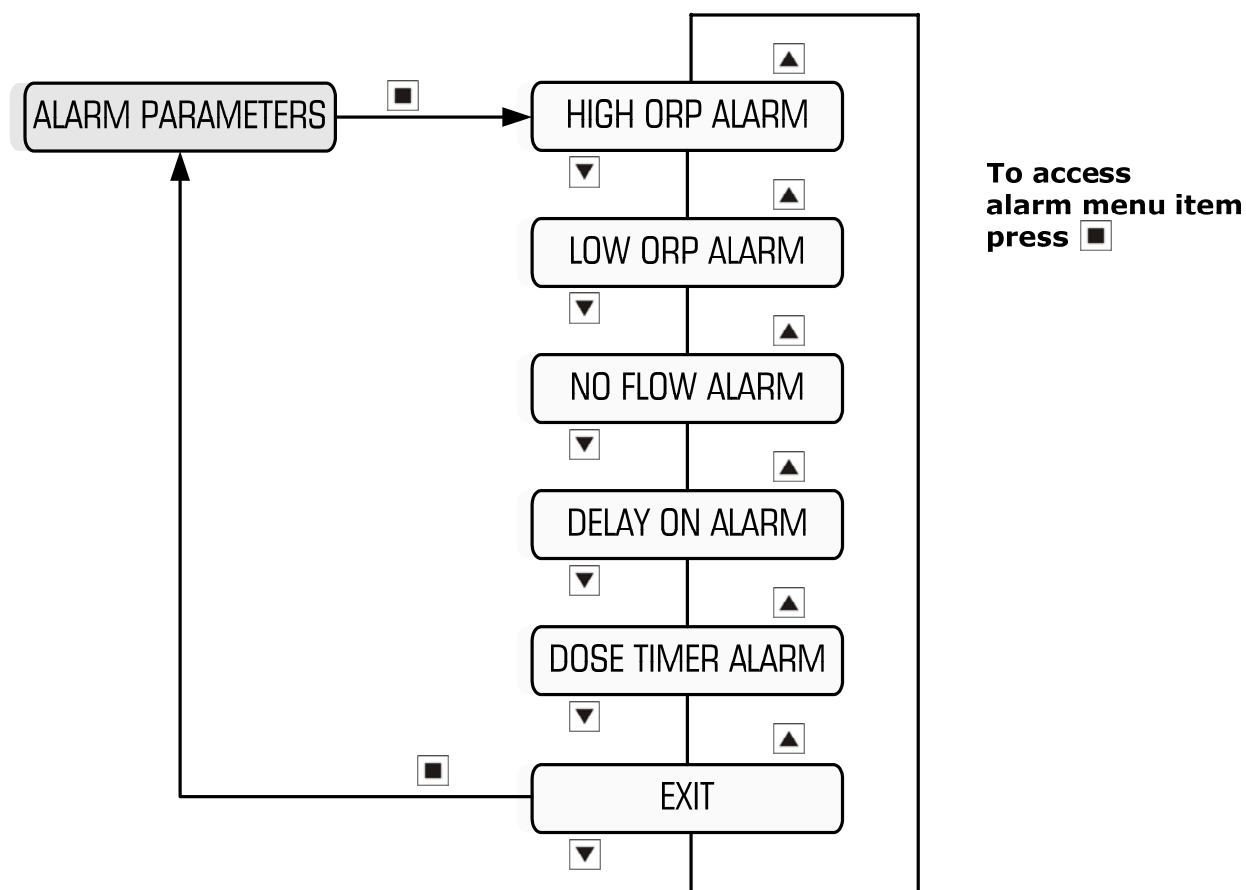 ALARM PARAMETERS
HIGH ORP ALARM
To access
alarm menu item
press
LOW ORP ALARM
NO FLOW ALARM
DELAY ON ALARM
DOSE TIMER ALARM
EXIT